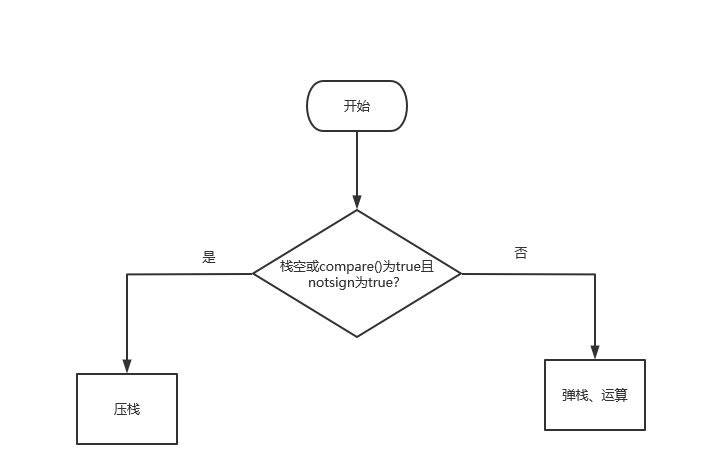 开始
是
否
栈空或compare()为true且
notsign为true?
压栈
弹栈、运算